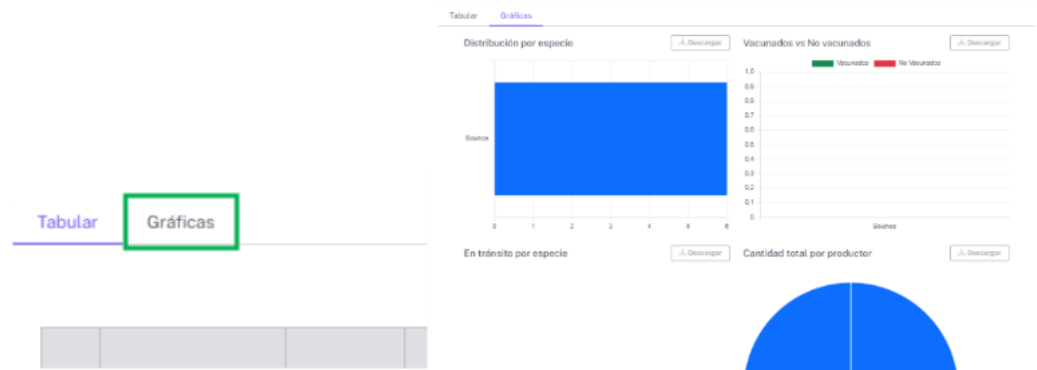 Tabular Gráficas
Tabular Gráficas
Distribución por especie Descargar
Bovinos
0 1 2 3 4 5 6
Vacunados vs No vacunados Descargar
Vacunados No Vacunados
1,0
0,9
0,8
0,7
0,6
0,5
0,4
0,3
0,2
0,1
0
Bovinos
En tránsito por especie Descargar
Cantidad total por productor Descargar